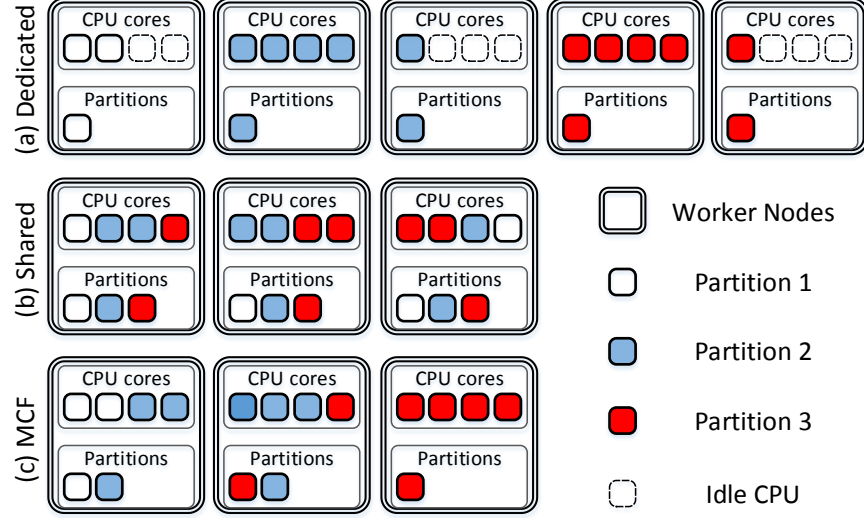 (a) Dedicated
CPU cores
Partitions
CPU cores
Partitions
CPU cores
Partitions
CPU cores
Partitions
CPU cores
Partitions
(b) Shared
CPU cores
Partitions
CPU cores
Partitions
CPU cores
Partitions
(c) MCF
CPU cores
Partitions
CPU cores
Partitions
CPU cores
Partitions
Worker Nodes
Partition 1
Partition 2
Partition 3
Idle CPU